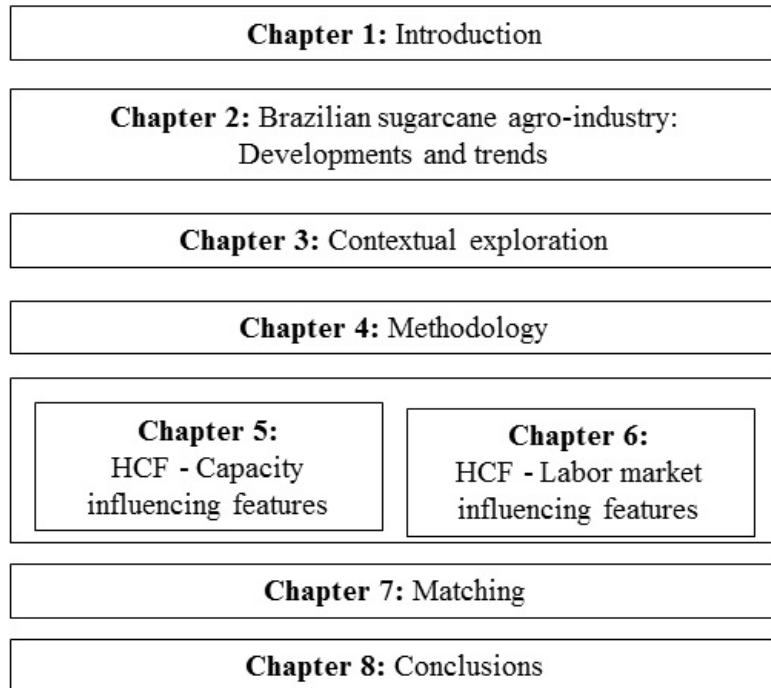 Chapter 1: Introduction
Chapter 2: Brazilian sugarcane agro-industry:
Developments and trends
Chapter 3: Contextual exploration
Chapter 4: Methodology
Chapter 5:
HCF - Capacity
influencing features
Chapter 6:
HCF - Labor market
influencing features
Chapter 7: Matching
Chapter 8: Conclusions